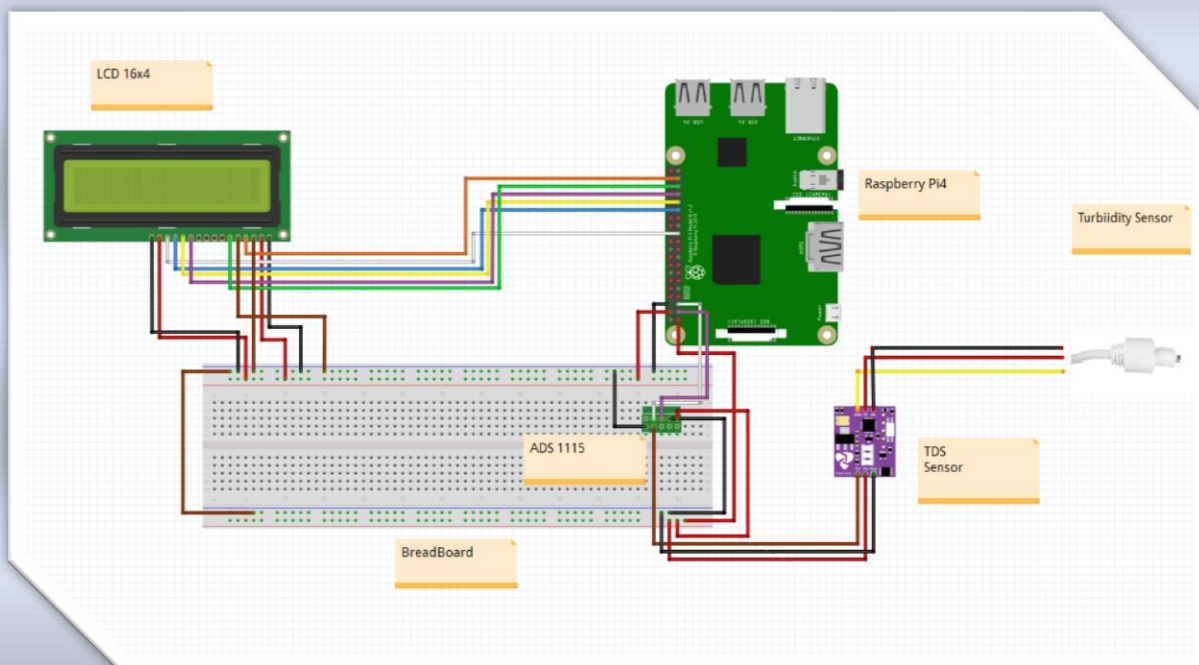 LCD 16x4
Raspberry Pi4
Turbiidity Sensor
ADS 1115
TDS
Sensor
BreadBoard